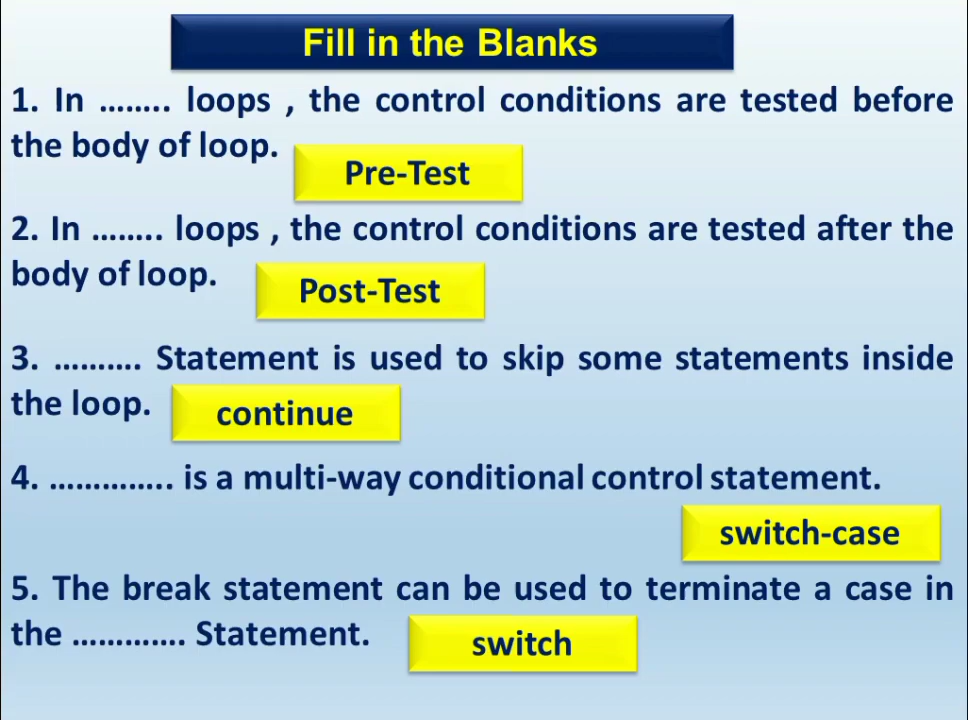 Fill in the Blanks
1. In …….. loops , the control conditions are tested before
the body of loop.
Pre-Test
2. In …….. loops , the control conditions are tested after the
body of loop.
Post-Test
3. ………. Statement is used to skip some statements inside
the loop.
continue
4. ………….. is a multi-way conditional control statement.
switch-case
5. The break statement can be used to terminate a case in
the …………. Statement.
switch